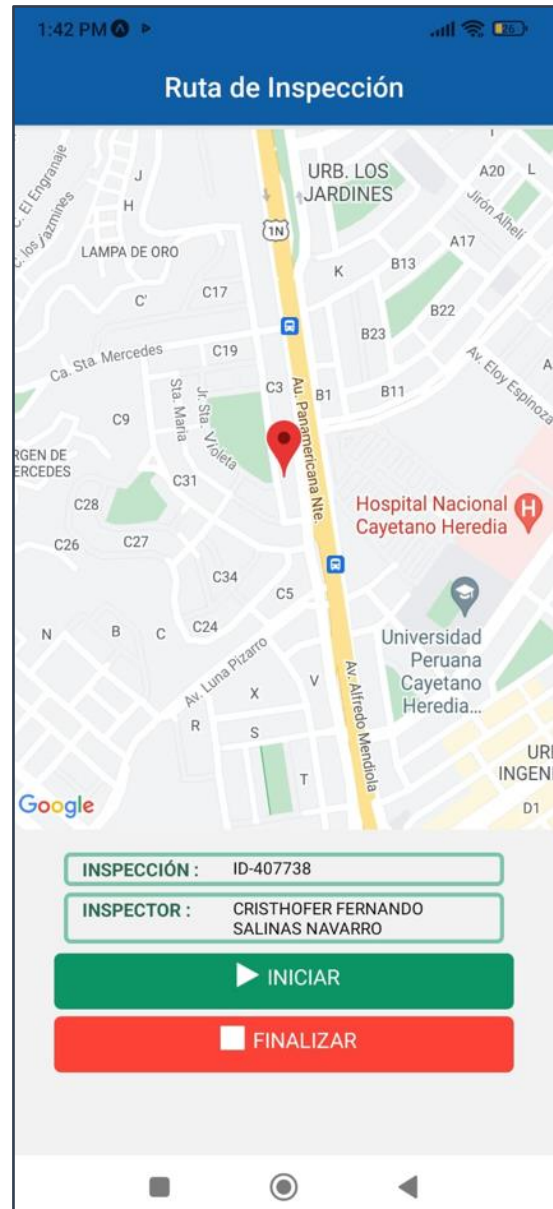 1:42 PM
26
Ruta de Inspección
C. El Engranaje
J
URB. LOS
JARDINES
A20
L
H
C. los jazmines
Jirón Alhelí
1N
LAMPA DE ORO
A17
K
B13
C'
C17
B22
B23
Ca. Sta. Mercedes
C19
Av. Eloy Espinoza
C3
Au. Panamericana Nte.
B1
B11
Sta. Maria
Jr. Sta. Violeta
C9
RGEN DE
ERCEDES
C31
C28
Hospital Nacional
Cayetano Heredia
H
C26
C27
C34
C5
N
B
C
C24
Universidad
Peruana
Cayetano
Heredia...
Av. Luna Pizarro
X
V
Av. Alfredo Mendiola
R
S
T
URI
INGENI
Google
D1
INSPECCIÓN :
ID-407738
INSPECTOR :
CRISTHOFER FERNANDO
SALINAS NAVARRO
INICIAR
FINALIZAR